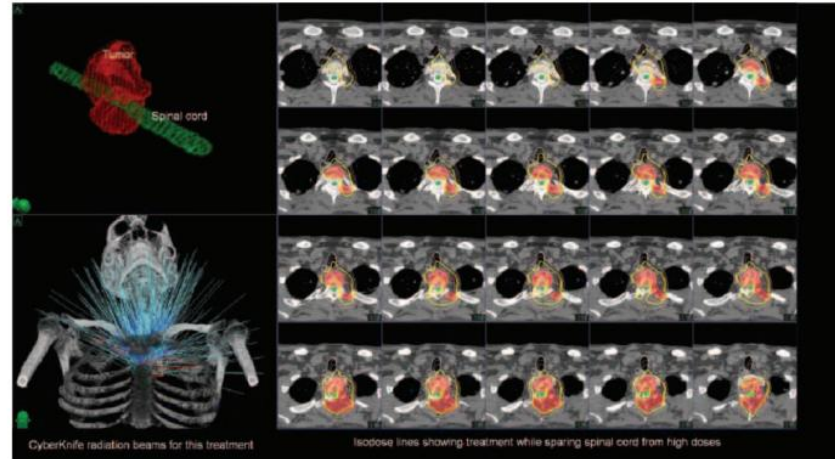 Tumor
Spinal cord
CyberKnife radiation beams for this treatment
Isodose lines showing treatment while sparing spinal cord from high doses